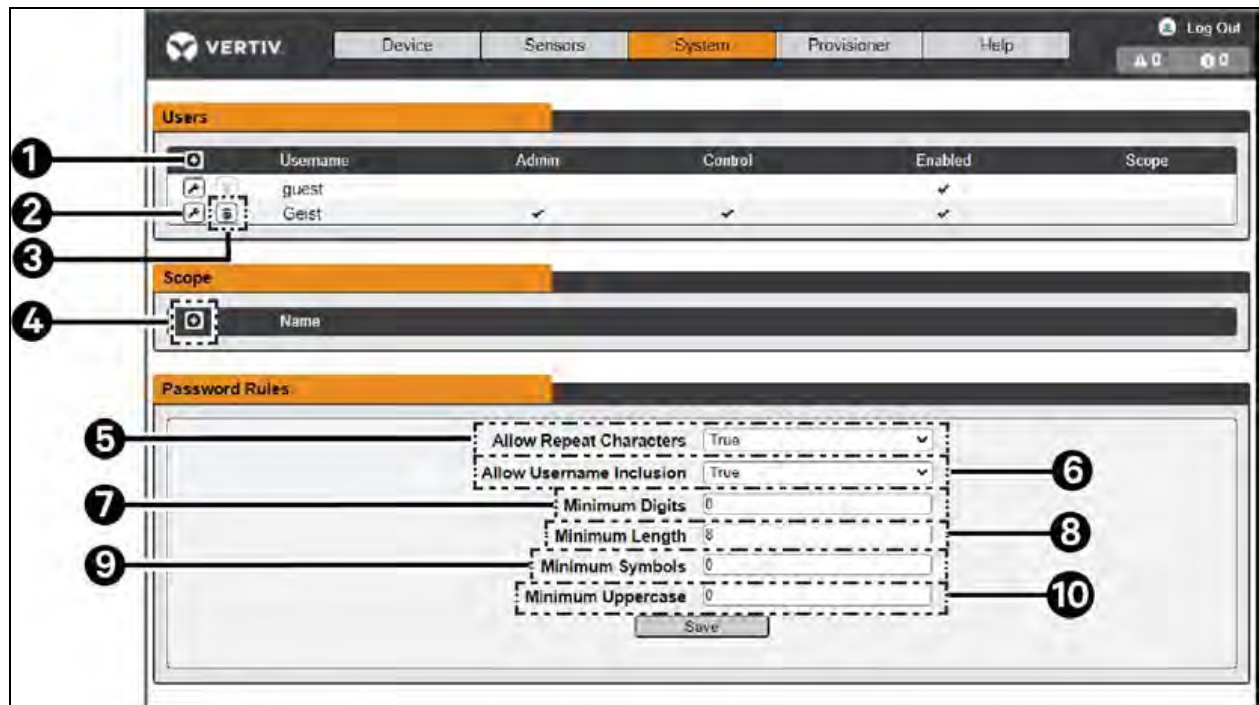 VERTIV. Device Sensors System Provisioner Help Log Out
0 0
Users
1 Username Admin Control Enabled Scope
guest
2 Geist
3
Scope
4 Name
Password Rules
5 Allow Repeat Characters True
Allow Username Inclusion True 6
7 Minimum Digits 0
Minimum Length 8 8
9 Minimum Symbols 0
Minimum Uppercase 0 10
Save